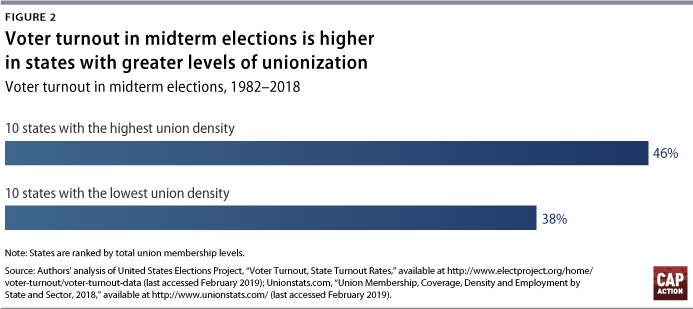 FIGURE 2
Voter turnout in midterm elections is higher
in states with greater levels of unionization
Voter turnout in midterm elections, 1982–2018
10 states with the highest union density
46%
10 states with the lowest union density
38%
Note: States are ranked by total union membership levels.
Source: Authors' analysis of United States Elections Project, “Voter Turnout, State Turnout Rates,” available at http://www.electproject.org/home/
voter-turnout/voter-turnout-data (last accessed February 2019); Unionstats.com, “Union Membership, Coverage, Density and Employment by
State and Sector, 2018,” available at http://www.unionstats.com/ (last accessed February 2019).
CAP
ACTION